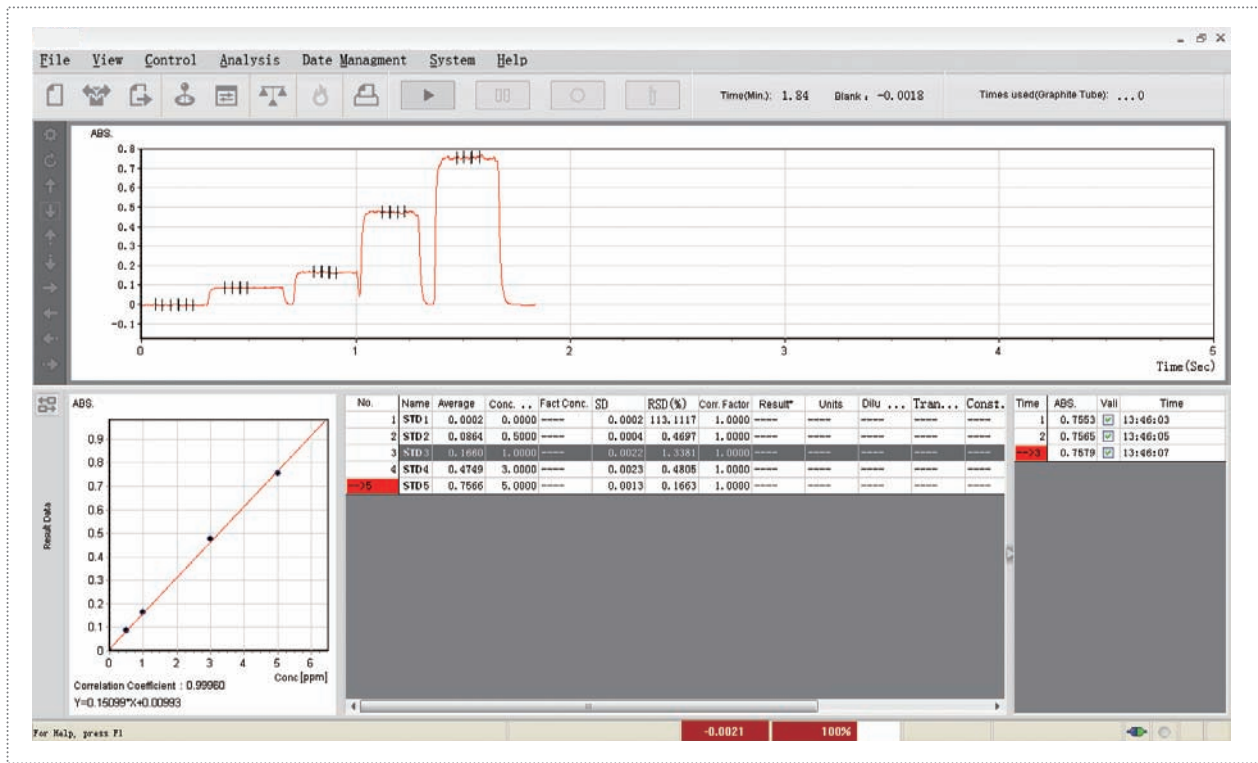 File View Control Analysis Date Managment System Help
Time(Min.): 1.84 Blank: -0.0018 Times used(Graphite Tube): ...0
ABS.
0.8
0.7
0.6
0.5
0.4
0.3
0.2
0.1
0
-0.1
0 1 2 3 4 5
Time(Sec)
ABS.
0.9
0.8
0.7
0.6
0.5
0.4
0.3
0.2
0.1
0
0 1 2 3 4 5 6
Conc[ppm]
Correlation Coefficient : 0.99960
Y=0.15099*X+0.00993
Result Data
No. Name Average Conc. .. Fact Conc. SD RSD(%) Corr. Factor Result* Units Dilu ... Tran... Const.
1 STD1 0.0002 0.0000 ---- 0.0002 113.1117 1.0000 ---- ---- ---- ---- ----
2 STD2 0.0864 0.5000 ---- 0.0004 0.4697 1.0000 ---- ---- ---- ---- ----
3 STD3 0.1660 1.0000 ---- 0.0022 1.3381 1.0000 ---- ---- ---- ---- ----
4 STD4 0.4749 3.0000 ---- 0.0023 0.4805 1.0000 ---- ---- ---- ---- ----
-->5 STD5 0.7566 5.0000 ---- 0.0013 0.1663 1.0000 ---- ---- ---- ---- ----
Time ABS. Vali Time
1 0.7553 13:46:03
2 0.7565 13:46:05
-->3 0.7579 13:46:07
For Help, press F1 -0.0021 100%